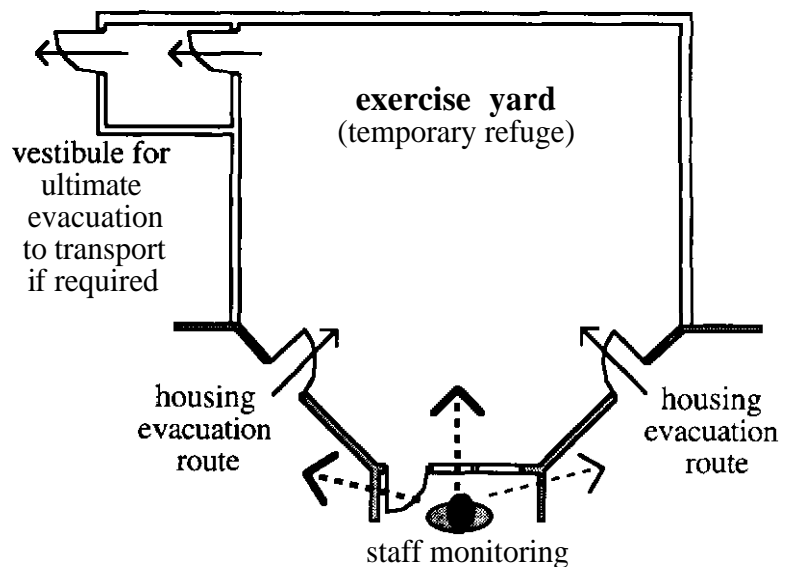 exercise yard
(temporary refuge)
vestibule for
ultimate
evacuation
to transport
if required
housing
evacuation
route
housing
evacuation
route
staff monitoring